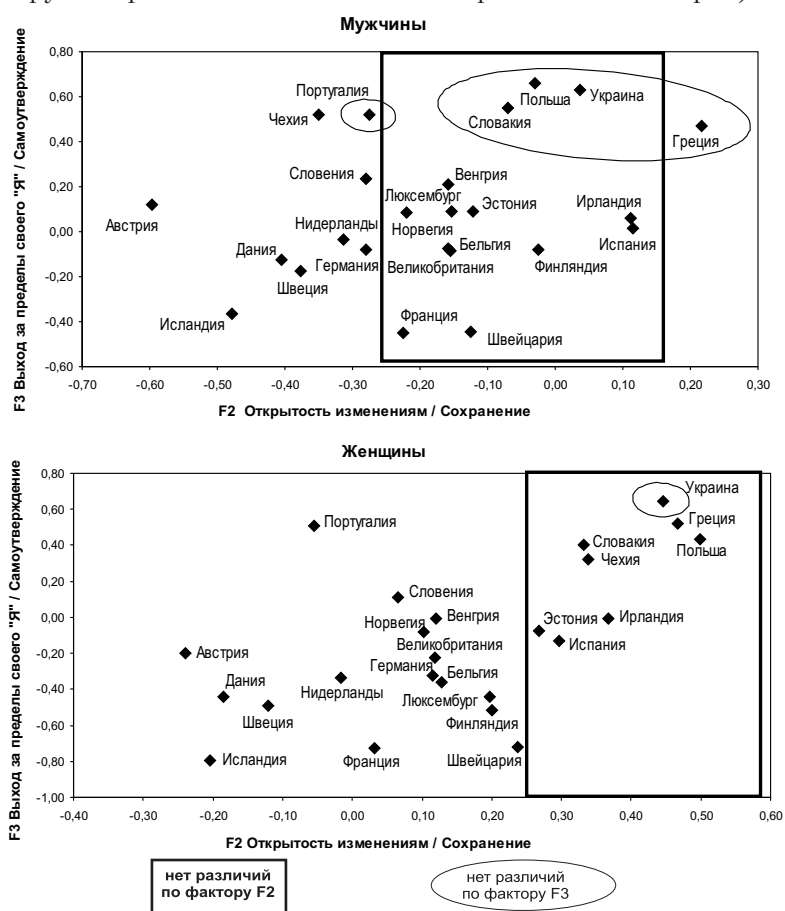 Мужчины
F3 Выход за пределы своего "Я" / Самоутверждение
0,80
0,60
0,40
0,20
0,00
-0,20
-0,40
-0,60
Португалия
Чехия
Польша
Украина
Словакия
Греция
Словения
Венгрия
Люксембург
Эстония
Ирландия
Австрия
Нидерланды
Норвегия
Испания
Дания
Германия
Бельгия
Швеция
Великобритания
Финляндия
Исландия
Франция
Швейцария
-0,70 -0,60 -0,50 -0,40 -0,30 -0,20 -0,10 0,00 0,10 0,20 0,30
F2 Открытость изменениям / Сохранение
Женщины
F3 Выход за пределы своего "Я" / Самоутверждение
0,80
0,60
0,40
0,20
0,00
-0,20
-0,40
-0,60
-0,80
-1,00
Украина
Португалия
Греция
Словакия
Польша
Чехия
Словения
Норвегия
Венгрия
Эстония
Ирландия
Великобритания
Испания
Австрия
Германия
Бельгия
Дания
Нидерланды
Люксембург
Швеция
Финляндия
Исландия
Франция
Швейцария
-0,40 -0,30 -0,20 -0,10 0,00 0,10 0,20 0,30 0,40 0,50 0,60
F2 Открытость изменениям / Сохранение
нет различий
по фактору F2
нет различий
по фактору F3